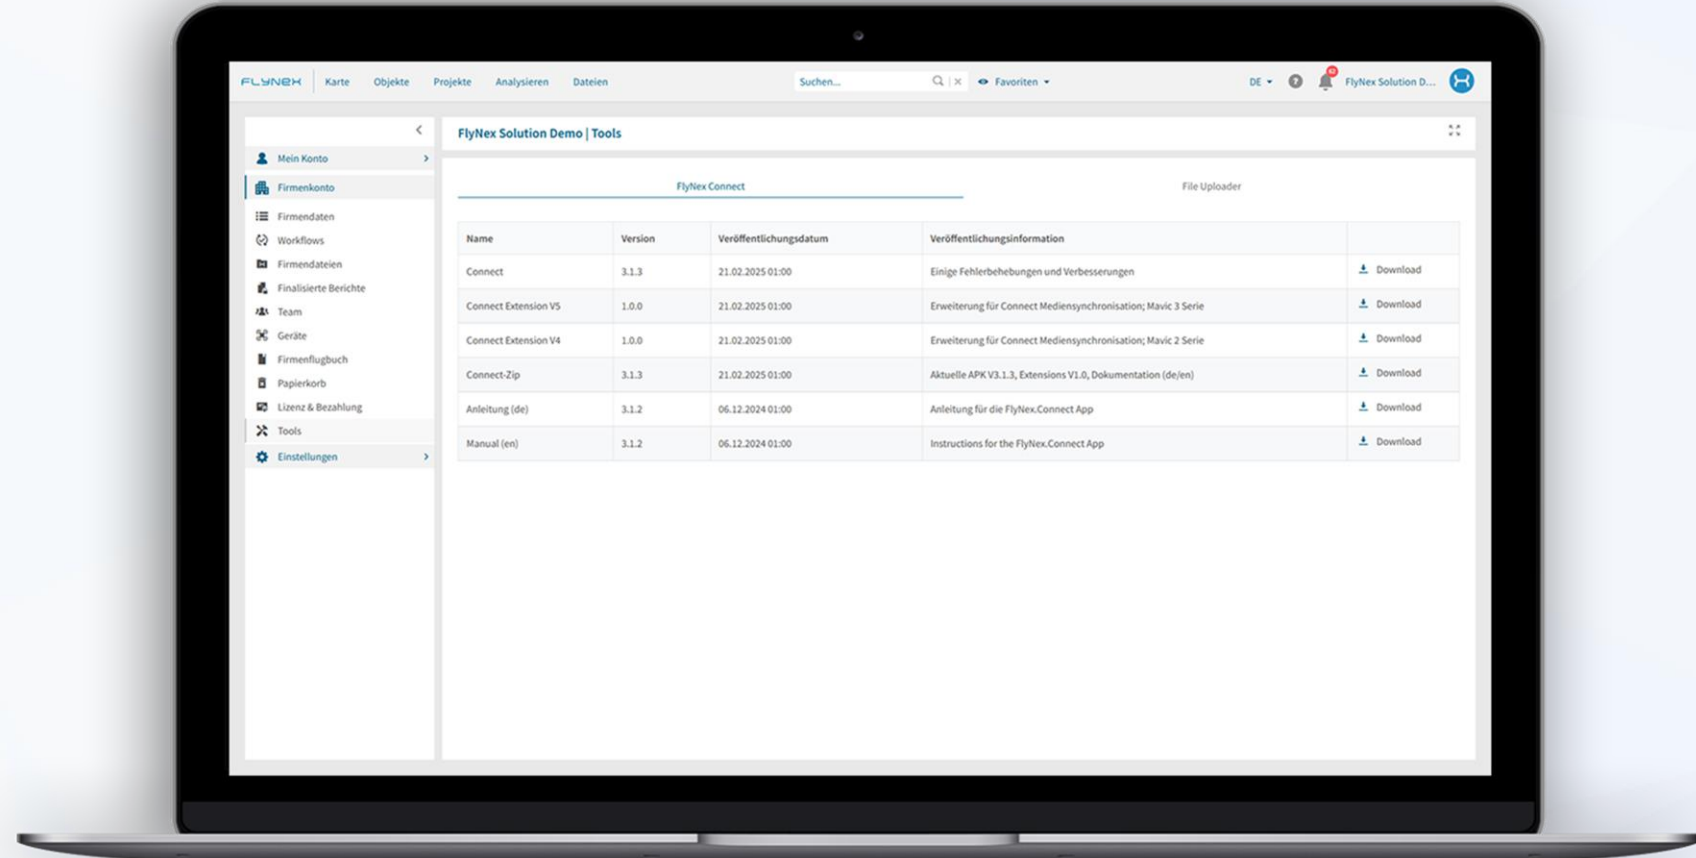 FLYNEX Karte Objekte Projekte Analysieren Dateien Suchen... Favoriten DE ? FlyNex Solution D...
FlyNex Solution Demo | Tools
Mein Konto
Firmenkonto
Firmendaten
Workflows
Firmendateien
Finalisierte Berichte
Team
Geräte
Firmenflugbuch
Papierkorb
Lizenz & Bezahlung
Tools
Einstellungen
FlyNex Connect File Uploader
Name Version Veröffentlichungsdatum Veröffentlichungsinformation
Connect 3.1.3 21.02.2025 01:00 Einige Fehlerbehebungen und Verbesserungen Download
Connect Extension V5 1.0.0 21.02.2025 01:00 Erweiterung für Connect Mediensynchronisation; Mavic 3 Serie Download
Connect Extension V4 1.0.0 21.02.2025 01:00 Erweiterung für Connect Mediensynchronisation; Mavic 2 Serie Download
Connect-Zip 3.1.3 21.02.2025 01:00 Aktuelle APK V3.1.3, Extensions V1.0, Dokumentation (de/en) Download
Anleitung (de) 3.1.2 06.12.2024 01:00 Anleitung für die FlyNex.Connect App Download
Manual (en) 3.1.2 06.12.2024 01:00 Instructions for the FlyNex.Connect App Download